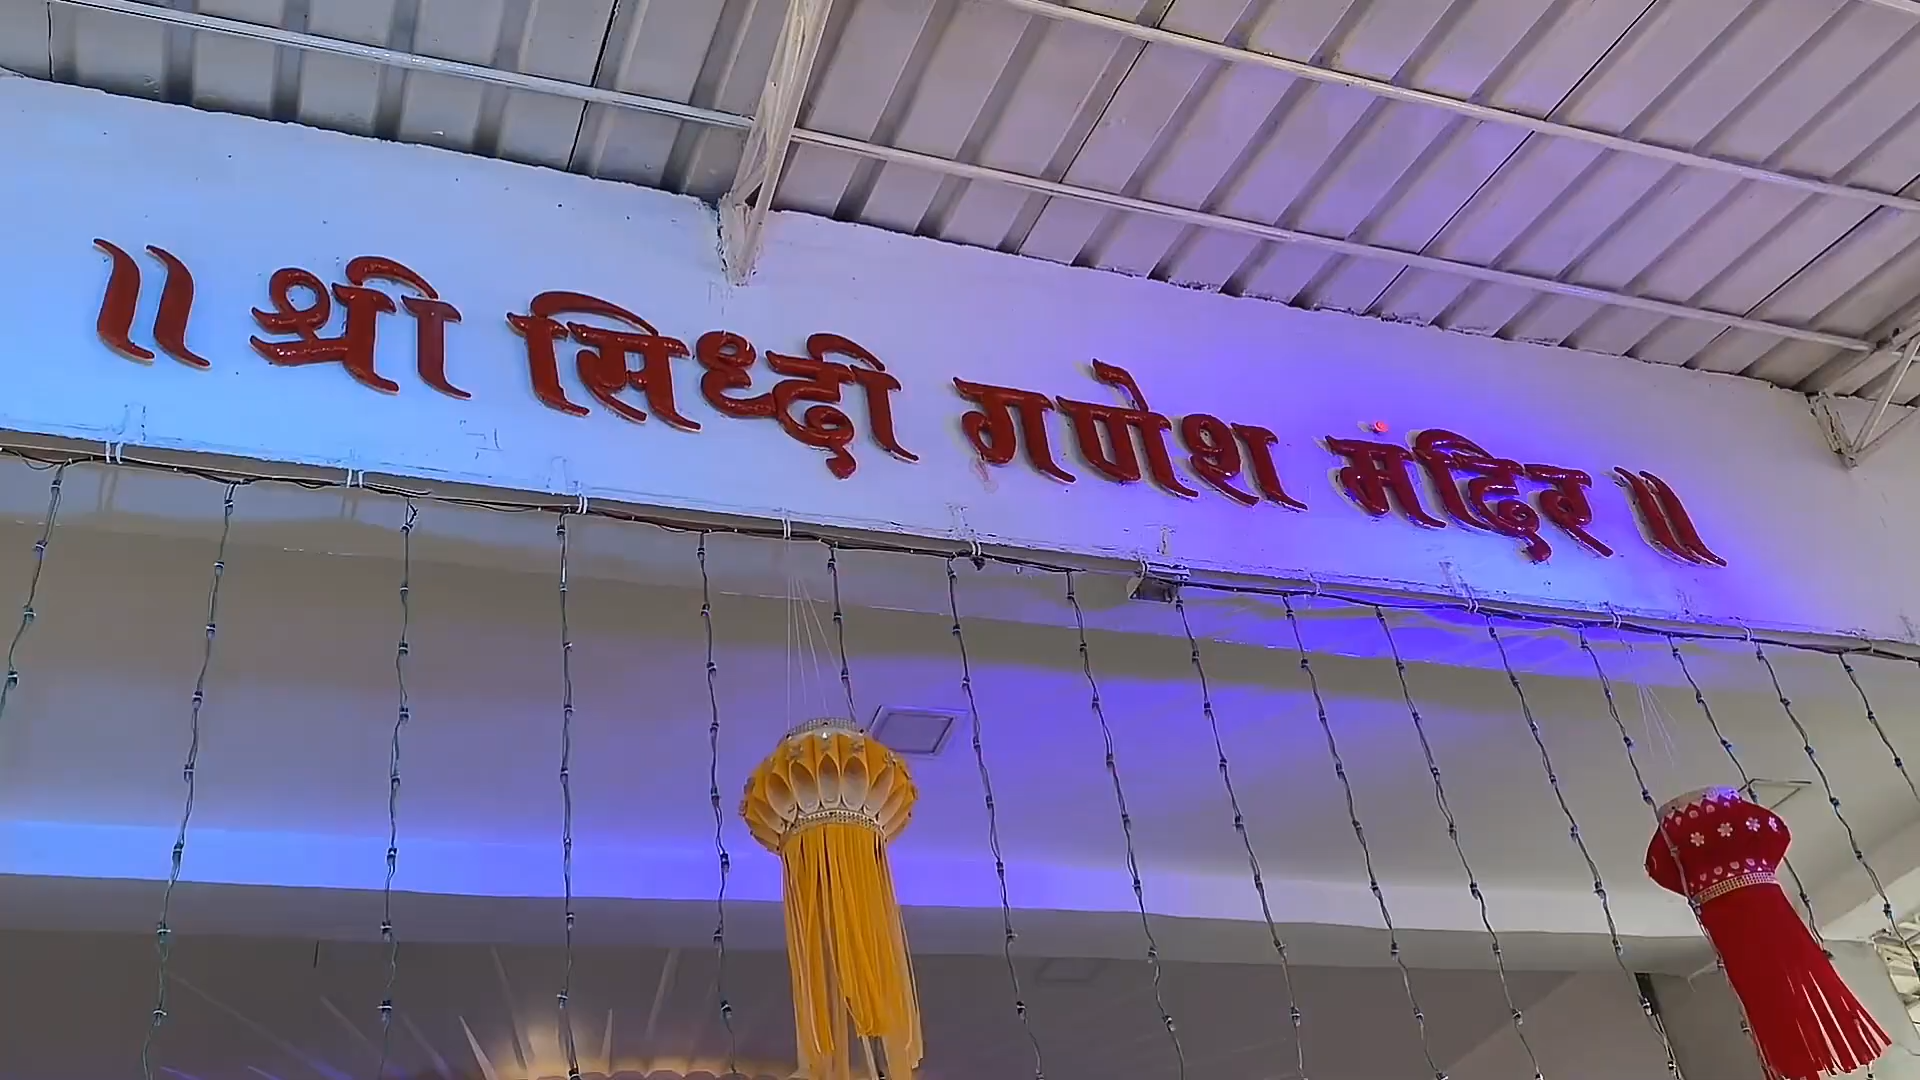 ॥ श्री सिध्दी गणेश मंदिर ॥